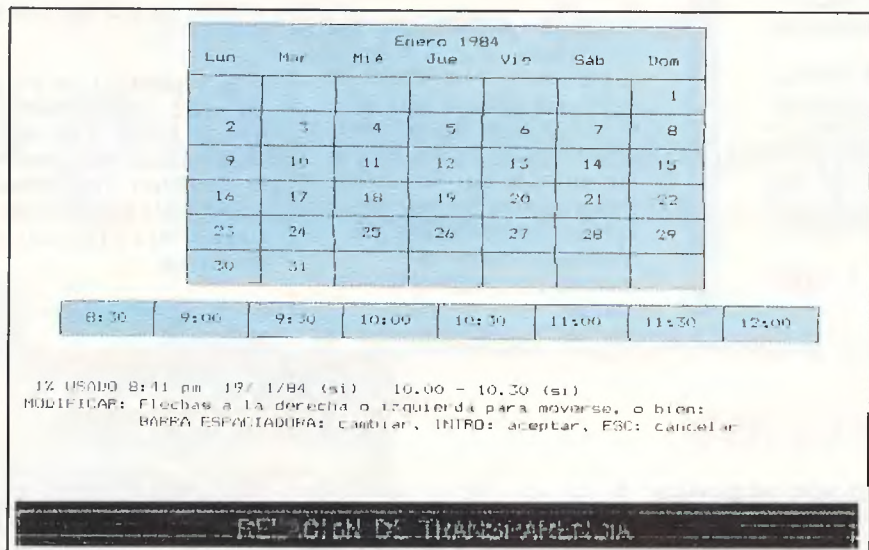 Enero 1984
Lun Mar Mié Jue Vie Sáb Dom
1
2 3 4 5 6 7 8
9 10 11 12 13 14 15
16 17 18 19 20 21 22
23 24 25 26 27 28 29
30 31
8:30 9:00 9:30 10:00 10:30 11:00 11:30 12:00
1% USADO 8:41 pm 19/ 1/84 (si) 10.00 - 10.30 (si)
MODIFICAR: Flechas a la derecha o izquierda para moverse, o bien:
BARRA ESPACIADORA: cambiar, INTRO: aceptar, ESC: cancelar
RELACION DE TRANSPARENCIA